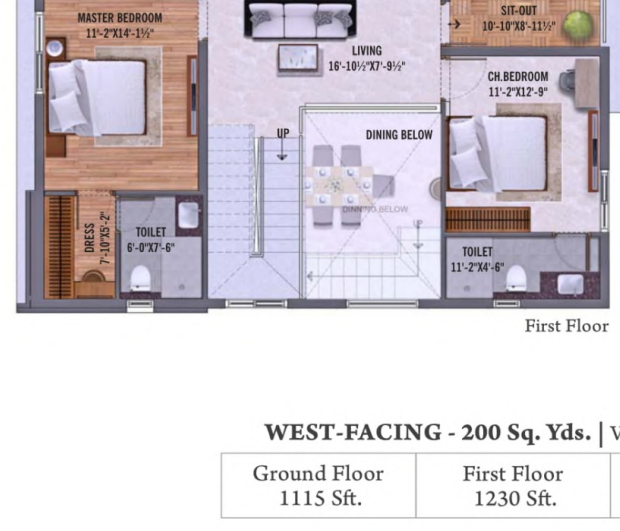 MASTER BEDROOM
11'-2"X14'-1½"
SIT-OUT
10'-10"X8'-11½"
LIVING
16'-10½"X7'-9½"
CH.BEDROOM
11'-2"X12'-9"
UP
DINING BELOW
DINNING BELOW
UP
DRESS
7'-10"X5'-2"
TOILET
6'-0"X7'-6"
TOILET
11'-2"X4'-6"
First Floor
WEST-FACING - 200 Sq. Yds. | V
Ground Floor
1115 Sft.
First Floor
1230 Sft.